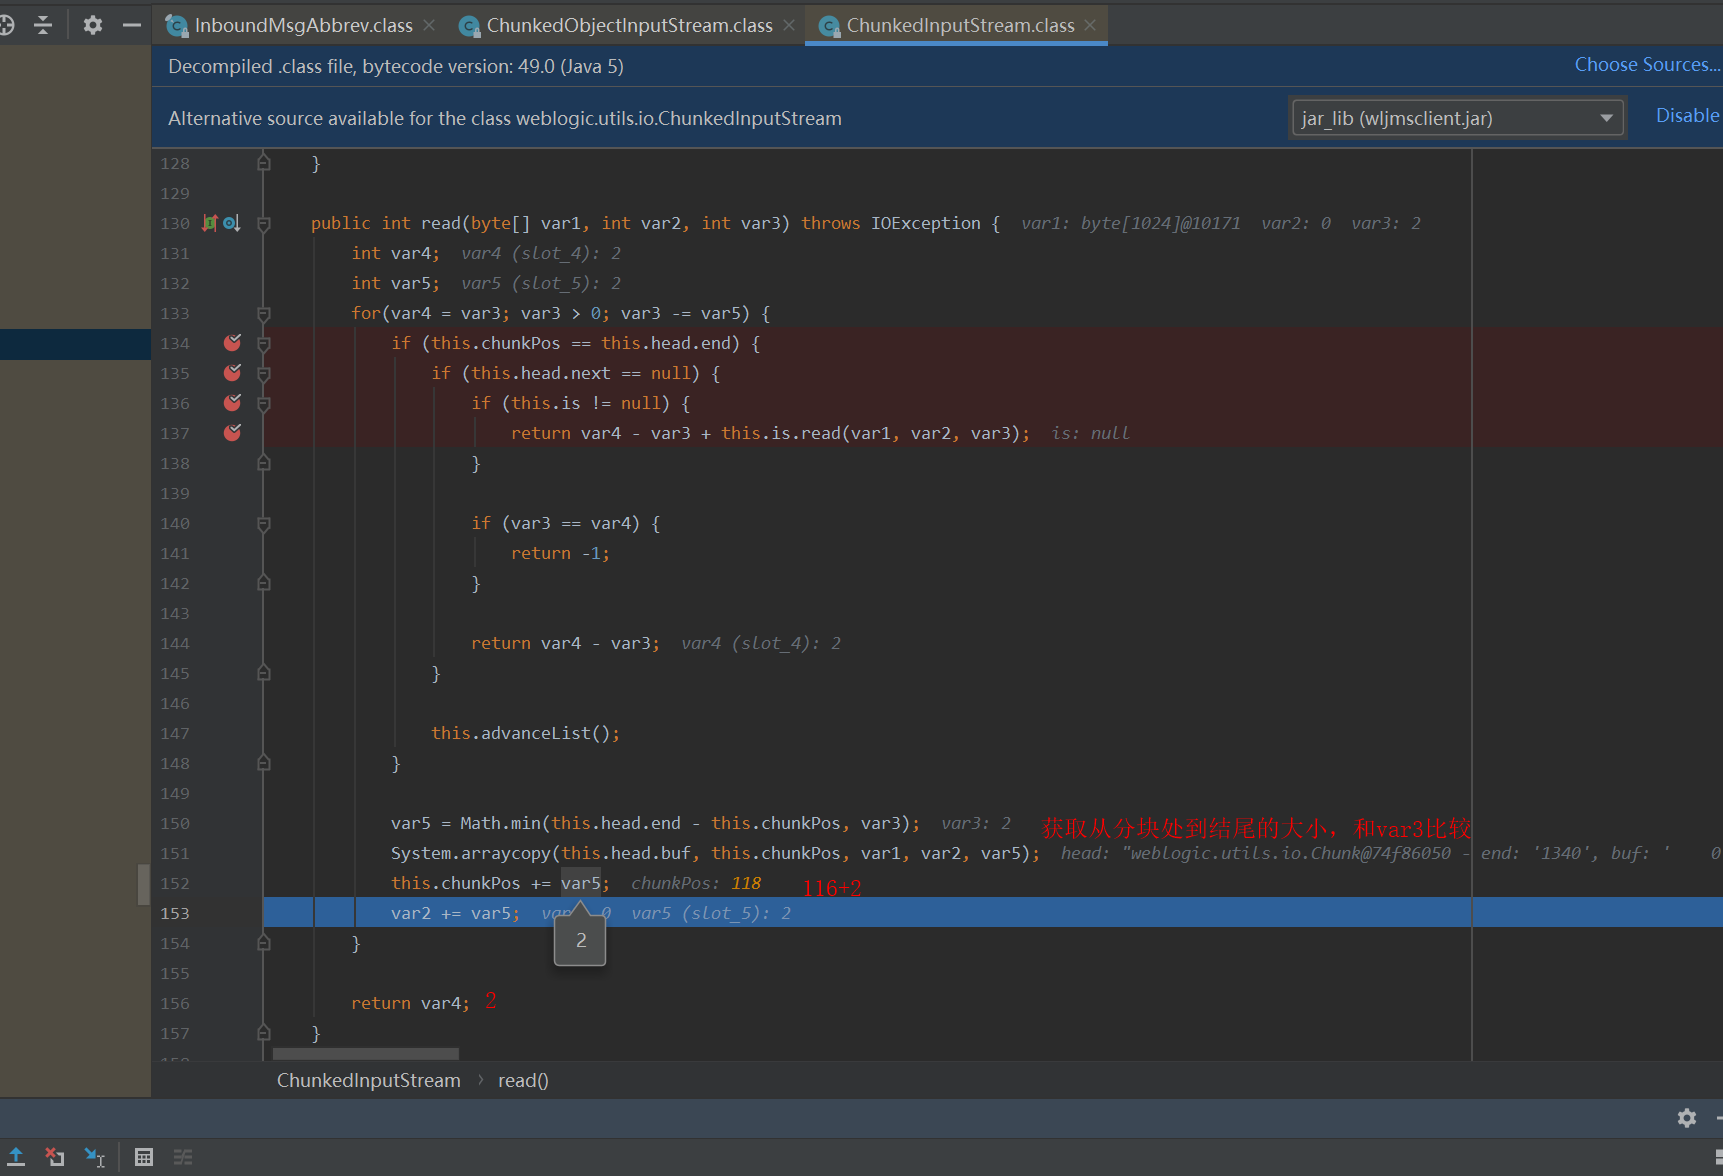 InboundMsgAbbrev.class ChunkedObjectInputStream.class ChunkedInputStream.class
Decompiled .class file, bytecode version: 49.0 (Java 5) Choose Sources...
Alternative source available for the class weblogic.utils.io.ChunkedInputStream jar_lib (wljmsclient.jar) Disable
128 }
129
130 public int read(byte[] var1, int var2, int var3) throws IOException { var1: byte[1024]@10171 var2: 0 var3: 2
131 int var4; var4 (slot_4): 2
132 int var5; var5 (slot_5): 2
133 for(var4 = var3; var3 > 0; var3 -= var5) {
134 if (this.chunkPos == this.head.end) {
135 if (this.head.next == null) {
136 if (this.is != null) {
137 return var4 - var3 + this.is.read(var1, var2, var3); is: null
138 }
139
140 if (var3 == var4) {
141 return -1;
142 }
143
144 return var4 - var3; var4 (slot_4): 2
145 }
146
147 this.advanceList();
148 }
149
150 var5 = Math.min(this.head.end - this.chunkPos, var3); var3: 2 获取从分块处到结尾的大小，和var3比较
151 System.arraycopy(this.head.buf, this.chunkPos, var1, var2, var5); head: "weblogic.utils.io.Chunk@74f86050 - end: '1340', buf: ' 0
152 this.chunkPos += var5; chunkPos: 118 116+2
153 var2 += var5; var 0 var5 (slot_5): 2
2
154 }
155
156 return var4; 2
157 }
ChunkedInputStream › read()